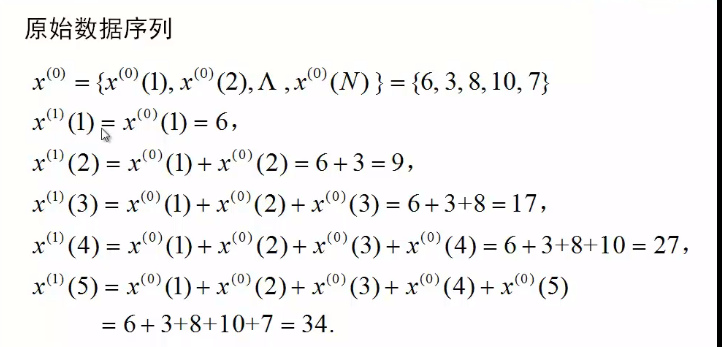 原始数据序列
x⁽⁰⁾ = {x⁽⁰⁾(1), x⁽⁰⁾(2), Λ , x⁽⁰⁾(N) } = {6, 3, 8, 10, 7}
x⁽¹⁾(1) = x⁽⁰⁾(1) = 6，
x⁽¹⁾(2) = x⁽⁰⁾(1) + x⁽⁰⁾(2) = 6 + 3 = 9，
x⁽¹⁾(3) = x⁽⁰⁾(1) + x⁽⁰⁾(2) + x⁽⁰⁾(3) = 6 + 3+8 = 17，
x⁽¹⁾(4) = x⁽⁰⁾(1) + x⁽⁰⁾(2) + x⁽⁰⁾(3) + x⁽⁰⁾(4) = 6 + 3+8+10 = 27，
x⁽¹⁾(5) = x⁽⁰⁾(1) + x⁽⁰⁾(2) + x⁽⁰⁾(3) + x⁽⁰⁾(4) + x⁽⁰⁾(5)
= 6 + 3+8+10+7 = 34.